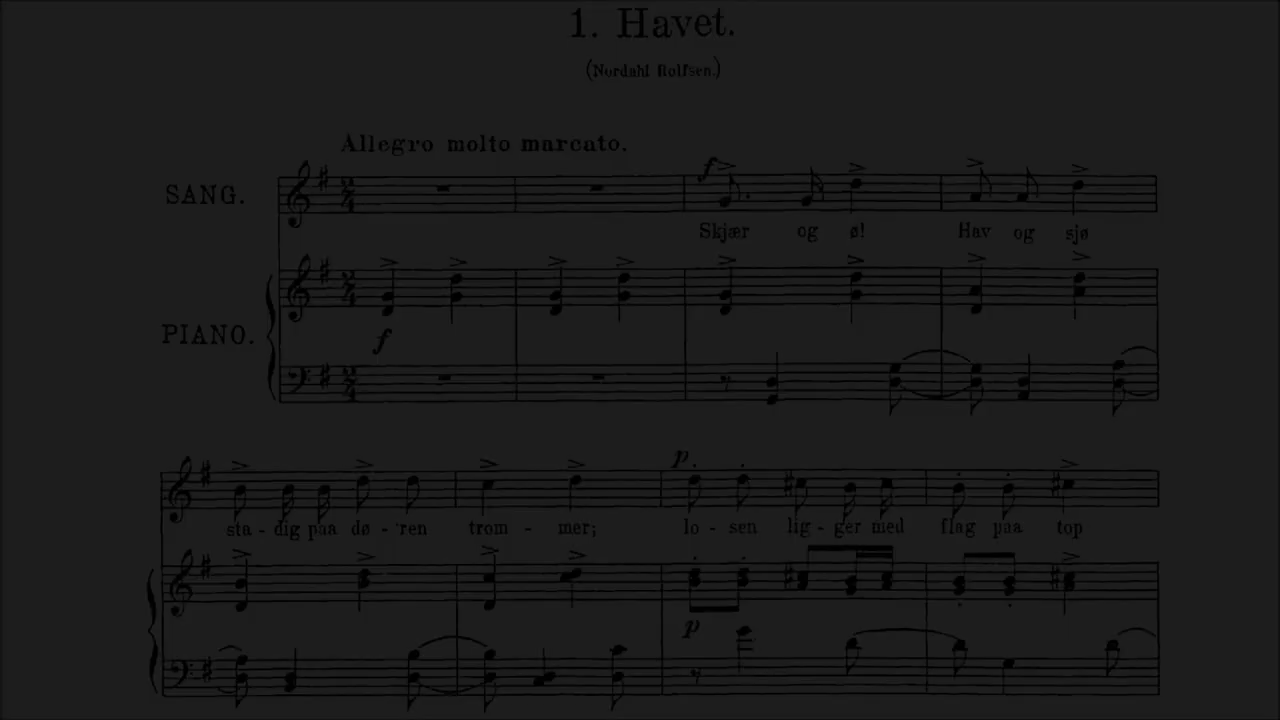 1. Havet.
(Nordahl Rolfsen.)
Allegro molto marcato.
SANG.
f
Skjær og ø! Hav og sjø
PIANO.
f
p
sta - dig paa dø - ren trom - mer; lo - sen lig - ger med flag paa top
p